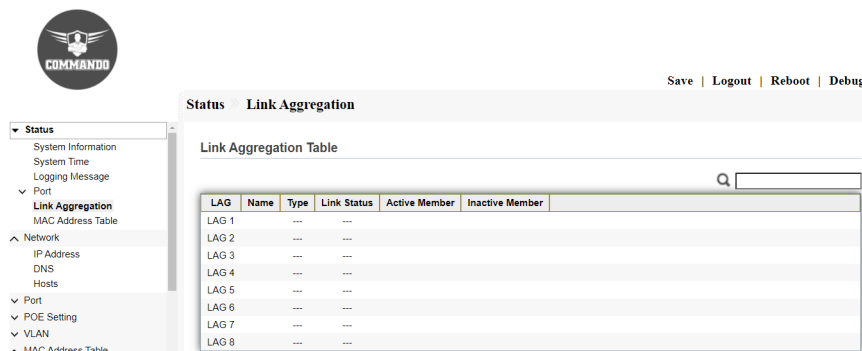 COMMANDO
Save | Logout | Reboot | Debug
Status » Link Aggregation
Status
System Information
System Time
Logging Message
Port
Link Aggregation
MAC Address Table
Network
IP Address
DNS
Hosts
Port
POE Setting
VLAN
MAC Address Table
Link Aggregation Table
LAG Name Type Link Status Active Member Inactive Member
LAG 1 --- ---
LAG 2 --- ---
LAG 3 --- ---
LAG 4 --- ---
LAG 5 --- ---
LAG 6 --- ---
LAG 7 --- ---
LAG 8 --- ---